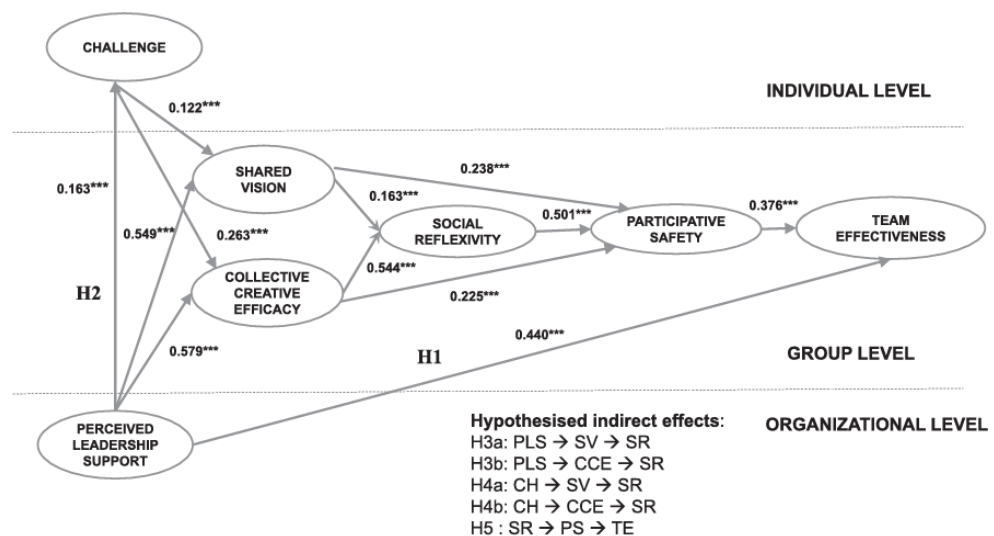 CHALLENGE
INDIVIDUAL LEVEL
0.122***
0.163***
SHARED
VISION
0.238***
0.163***
0.549***
0.263***
SOCIAL
REFLEXIVITY
0.501***
PARTICIPATIVE
SAFETY
0.376***
TEAM
EFFECTIVENESS
COLLECTIVE
CREATIVE
EFFICACY
0.544***
0.225***
H2
0.579***
H1
0.440***
GROUP LEVEL
PERCEIVED
LEADERSHIP
SUPPORT
ORGANIZATIONAL LEVEL
Hypothesised indirect effects:
H3a: PLS → SV → SR
H3b: PLS → CCE → SR
H4a: CH → SV → SR
H4b: CH → CCE → SR
H5 : SR → PS → TE